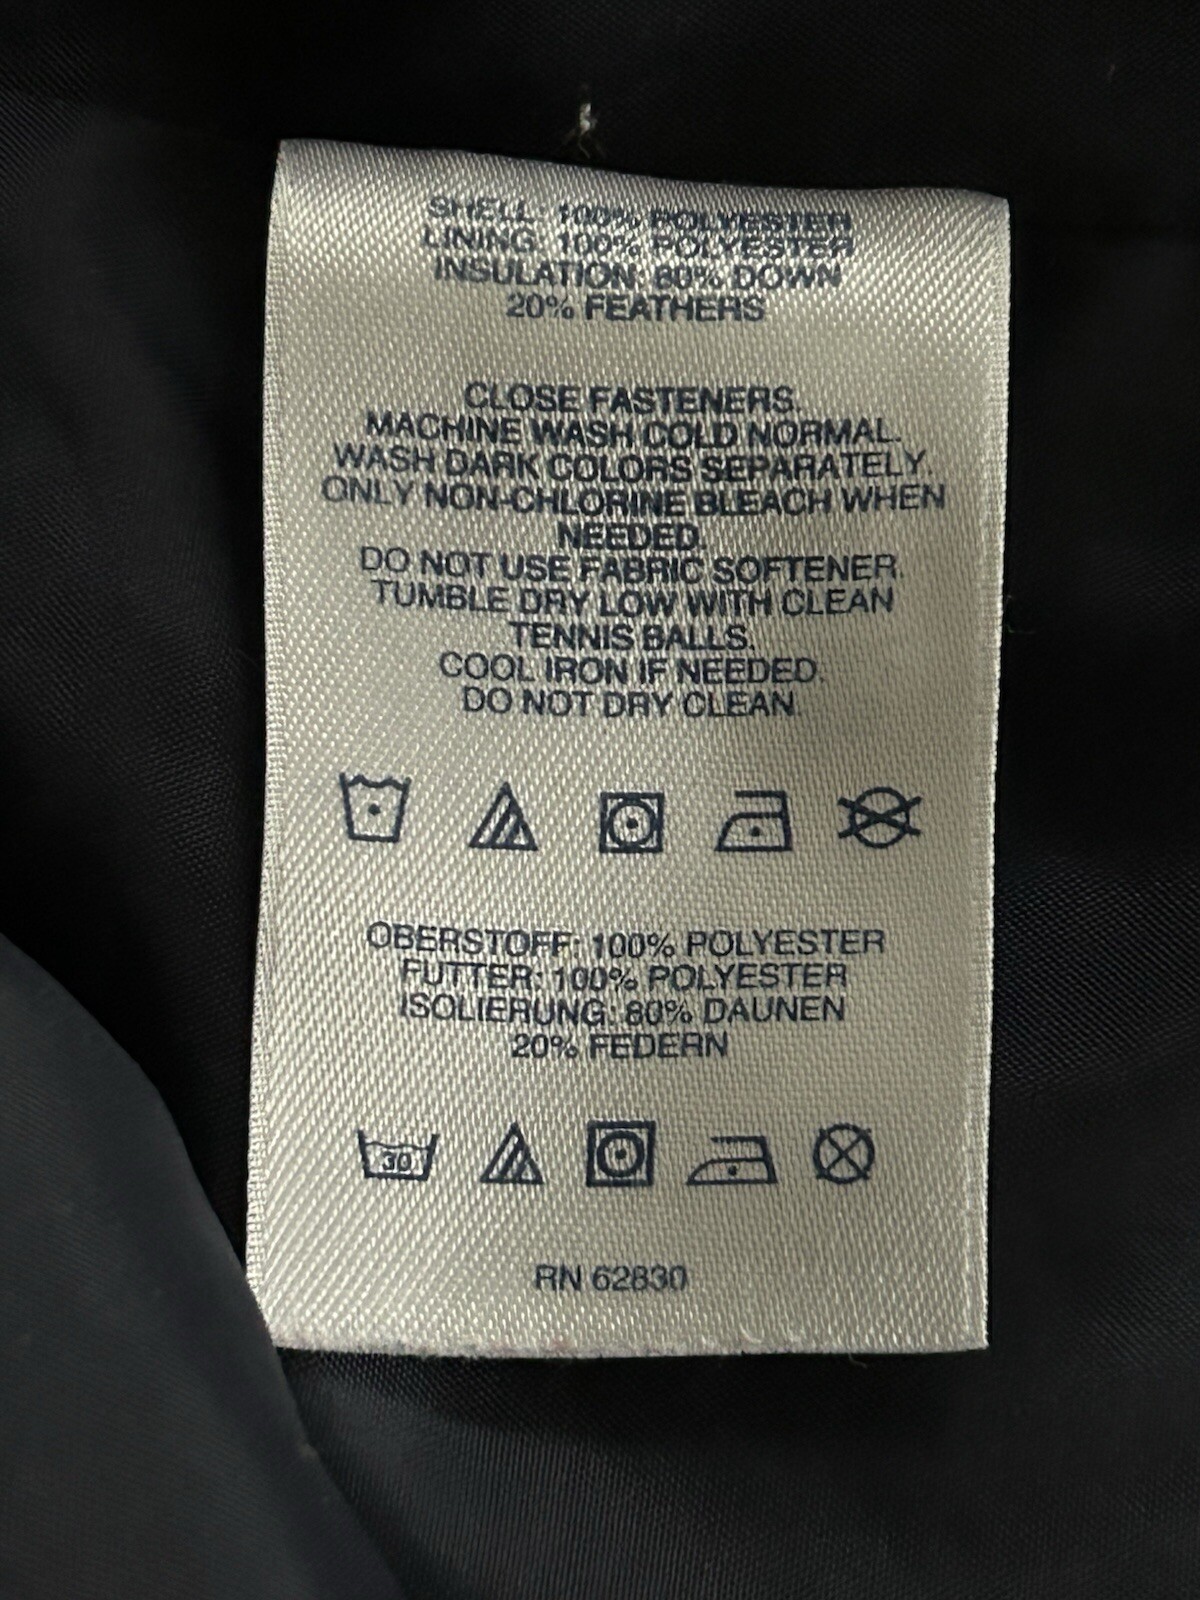 SHELL: 100% POLYESTER
LINING: 100% POLYESTER
INSULATION: 80% DOWN
20% FEATHERS
CLOSE FASTENERS.
MACHINE WASH COLD NORMAL.
WASH DARK COLORS SEPARATELY.
ONLY NON-CHLORINE BLEACH WHEN
NEEDED.
DO NOT USE FABRIC SOFTENER.
TUMBLE DRY LOW WITH CLEAN
TENNIS BALLS.
COOL IRON IF NEEDED.
DO NOT DRY CLEAN.
OBERSTOFF: 100% POLYESTER
FUTTER: 100% POLYESTER
ISOLIERUNG: 80% DAUNEN
20% FEDERN
30
RN 62830